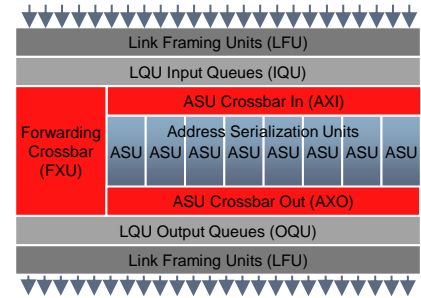 Link Framing Units (LFU)
LQU Input Queues (IQU)
ASU Crossbar In (AXI)
Forwarding
Crossbar
(FXU)
Address Serialization Units
ASU ASU ASU ASU ASU ASU ASU ASU
ASU Crossbar Out (AXO)
LQU Output Queues (OQU)
Link Framing Units (LFU)